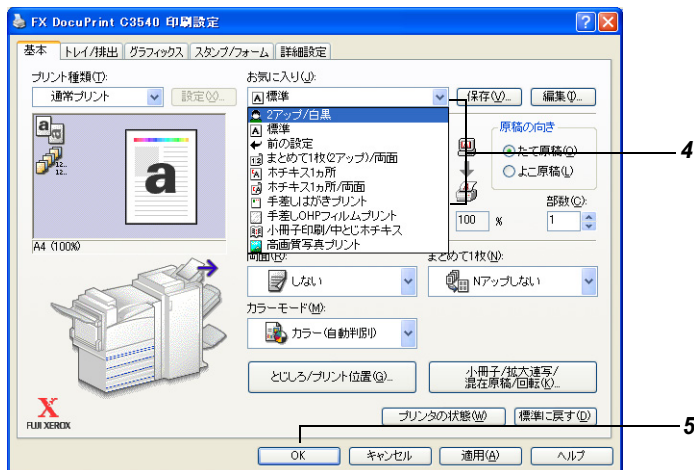 FX DocuPrint C3540 印刷設定
基本 トレイ/排出 グラフィックス スタンプ/フォーム 詳細設定
プリント種類(T):
通常プリント 設定(X)...
お気に入り(J):
標準 保存(V)... 編集(I)...
2アップ/白黒
標準
前の設定
まとめて1枚(2アップ)/両面
ホチキス1ヵ所
ホチキス1ヵ所/両面
手差しはがきプリント
手差しOHPフィルムプリント
小冊子印刷/中とじホチキス
高画質写真プリント
原稿の向き
たて原稿(O)
よこ原稿(L)
4
部数(C):
100 % 1
a
a
12..
12..
A4 (100%)
両面(R):
しない
まとめて1枚(N):
Nアップしない
カラーモード(M):
カラー(自動判別)
とじしろ/プリント位置(G)...
小冊子/拡大連写/
混在原稿/回転(K)...
X
FUJI XEROX
プリンタの状態(W) 標準に戻す(D)
5
OK キャンセル 適用(A) ヘルプ